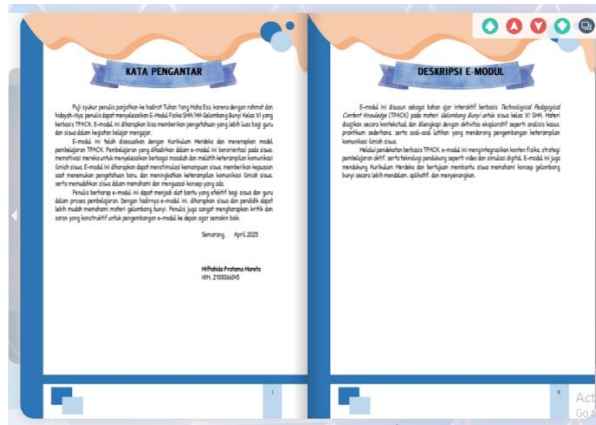 KATA PENGANTAR
Puji syukur penulis panjatkan ke hadirat Tuhan Yang Maha Esa, karena dengan rahmat dan
hidayah-Nya penulis dapat menyelesaikan E-Modul Fisika SMA/MA Gelombang Bunyi Kelas XI yang
berbasis TPACK. E-modul ini diharapkan bisa memberikan pengetahuan yang lebih luas bagi guru
dan siswa dalam kegiatan belajar mengajar.
E-modul ini telah disesuaikan dengan Kurikulum Merdeka dan menerapkan model
pembelajaran TPACK. Pembelajaran yang dihadirkan dalam e-modul ini berorientasi pada siswa,
memotivasi mereka untuk menyelesaikan berbagai masalah dan melatih keterampilan komunikasi
ilmiah siswa. E-modul ini diharapkan dapat menstimulasi kemampuan siswa, memberikan kepuasan
saat menemukan pengetahuan baru, dan meningkatkan keterampilan komunikasi ilmiah siswa,
serta memudahkan siswa dalam memahami dan menguasai konsep yang ada.
Penulis berharap e-modul ini dapat menjadi alat bantu yang efektif bagi siswa dan guru
dalam proses pembelajaran. Dengan hadirnya e-modul ini, diharapkan siswa dan pendidik dapat
lebih mudah memahami materi gelombang bunyi. Penulis juga sangat mengharapkan kritik dan
saran yang konstruktif untuk pengembangan e-modul ke depan agar semakin baik.
Semarang, April 2025
Miftahida Pratama Hareta
NIM.
DESKRIPSI E-MODUL
E-modul ini disusun sebagai bahan ajar interaktif berbasis Technological Pedagogical
Content Knowledge (TPACK) pada materi Gelombang Bunyi untuk siswa kelas XI SMA. Materi
disajikan secara kontekstual dan dilengkapi dengan aktivitas eksploratif seperti analisis kasus,
praktikum sederhana, serta soal-soal latihan yang mendorong pengembangan keterampilan
komunikasi ilmiah siswa.
Melalui pendekatan berbasis TPACK, e-modul ini mengintegrasikan konten fisika, strategi
pembelajaran aktif, serta teknologi pendukung seperti video dan simulasi digital. E-modul ini juga
mendukung Kurikulum Merdeka dan bertujuan membantu siswa memahami konsep gelombang
bunyi secara lebih mendalam, aplikatif, dan menyenangkan.
Act
Go t